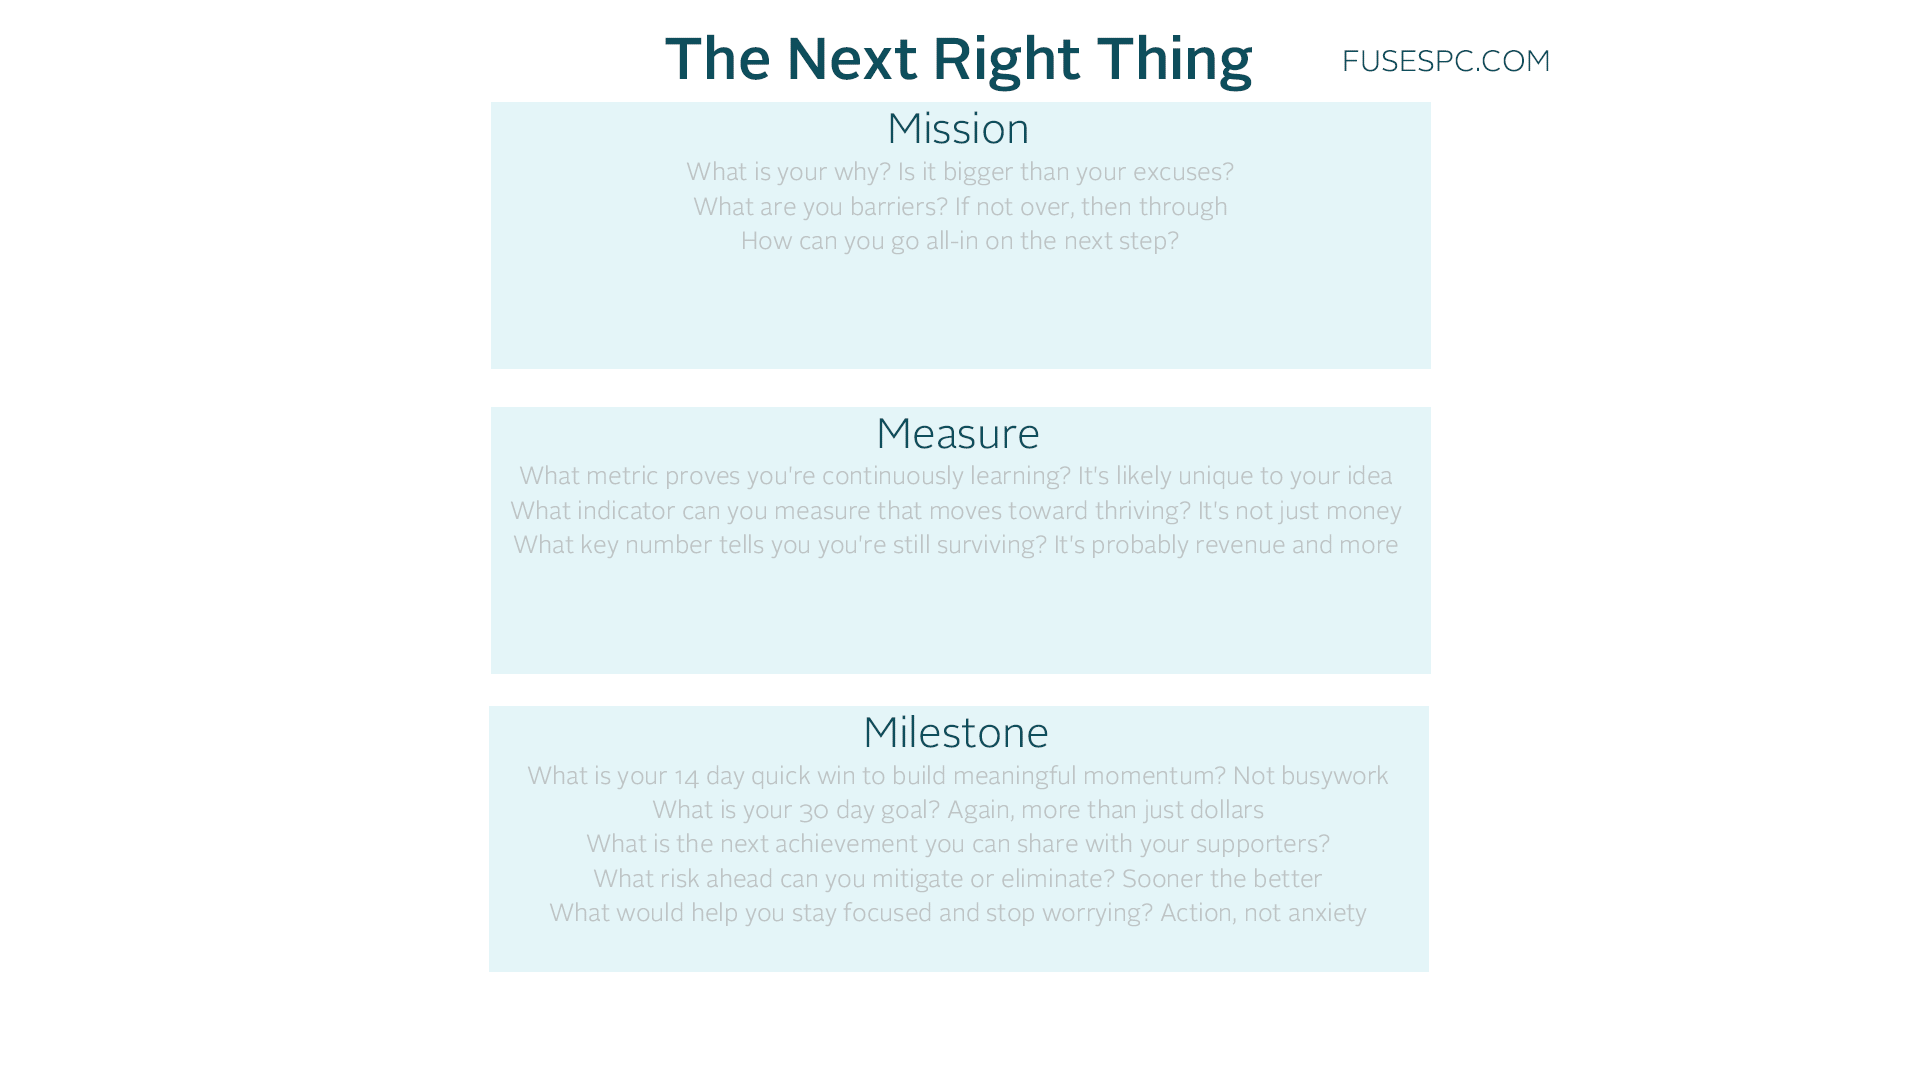 The Next Right Thing
FUSESPC.COM
Mission
What is your why? Is it bigger than your excuses?
What are you barriers? If not over, then through
How can you go all-in on the next step?
Measure
What metric proves you're continuously learning? It's likely unique to your idea
What indicator can you measure that moves toward thriving? It's not just money
What key number tells you you're still surviving? It's probably revenue and more
Milestone
What is your 14 day quick win to build meaningful momentum? Not busywork
What is your 30 day goal? Again, more than just dollars
What is the next achievement you can share with your supporters?
What risk ahead can you mitigate or eliminate? Sooner the better
What would help you stay focused and stop worrying? Action, not anxiety